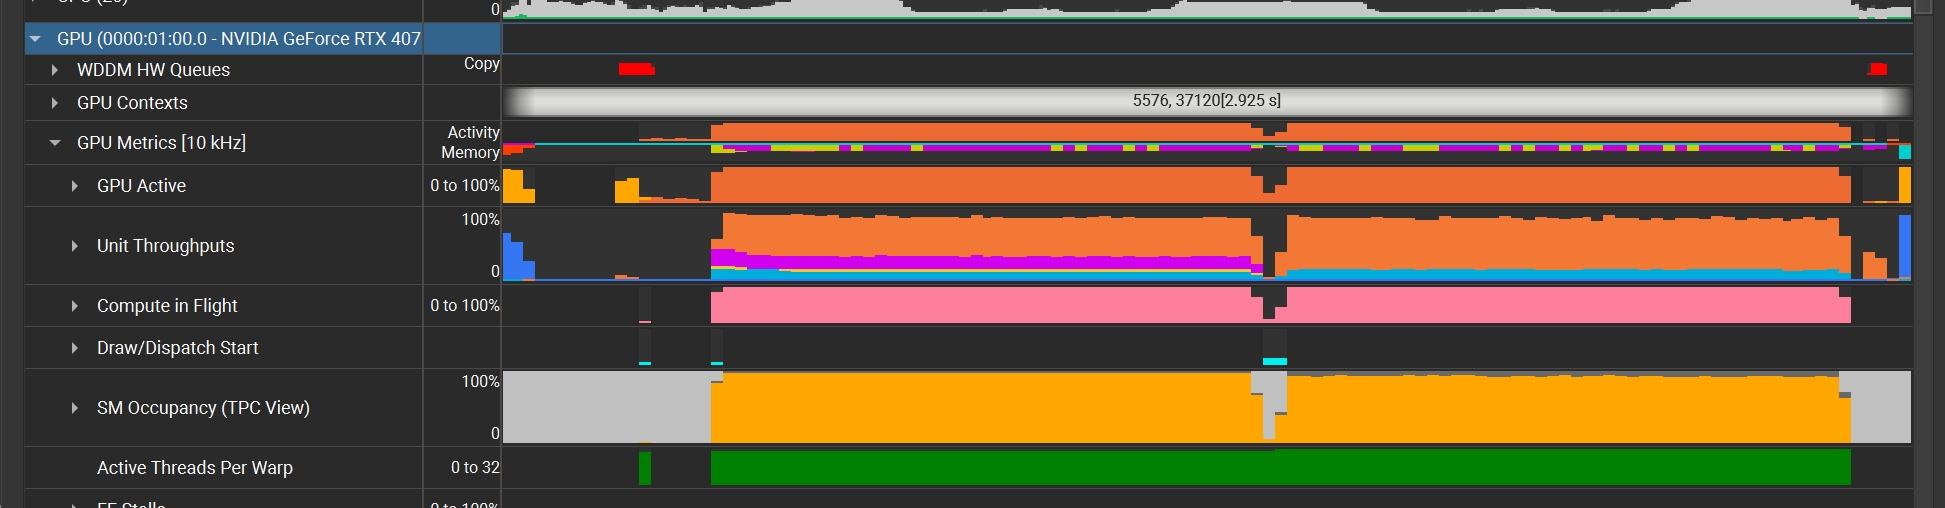 0
GPU (0000:01:00.0 - NVIDIA GeForce RTX 407
WDDM HW Queues
Copy
GPU Contexts
5576, 37120[2.925 s]
GPU Metrics [10 kHz]
Activity
Memory
GPU Active
0 to 100%
Unit Throughputs
100%
0
Compute in Flight
0 to 100%
Draw/Dispatch Start
SM Occupancy (TPC View)
100%
0
Active Threads Per Warp
0 to 32